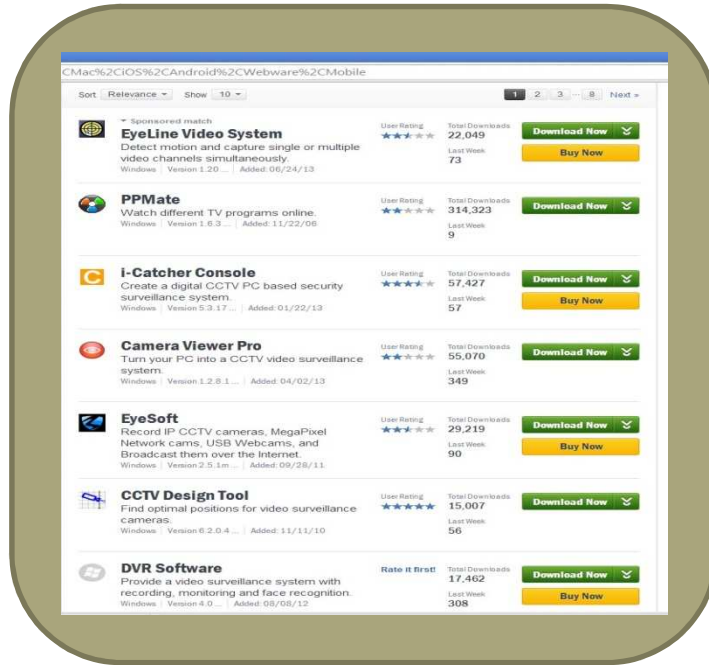 CMac%2CiOS%2CAndroid%2CWebware%2CMobile
Sort Relevance Show 10 1 2 3 ... 8 Next »
Sponsored match
EyeLine Video System
Detect motion and capture single or multiple
video channels simultaneously.
Windows | Version 1.20 ... | Added: 06/24/13
User Rating
Total Downloads
22,049
Last Week
73
Download Now
Buy Now
PPMate
Watch different TV programs online.
Windows | Version 1.6.3 ... | Added: 11/22/06
User Rating
Total Downloads
314,323
Last Week
9
Download Now
i-Catcher Console
Create a digital CCTV PC based security
surveillance system.
Windows | Version 5.3.17 ... | Added: 01/22/13
User Rating
Total Downloads
57,427
Last Week
57
Download Now
Buy Now
Camera Viewer Pro
Turn your PC into a CCTV video surveillance
system.
Windows | Version 1.2.8.1 ... | Added: 04/02/13
User Rating
Total Downloads
55,070
Last Week
349
Download Now
EyeSoft
Record IP CCTV cameras, MegaPixel
Network cams, USB Webcams, and
Broadcast them over the Internet.
Windows | Version 2.5.1m ... | Added: 09/28/11
User Rating
Total Downloads
29,219
Last Week
90
Download Now
Buy Now
CCTV Design Tool
Find optimal positions for video surveillance
cameras.
Windows | Version 6.2.0.4 ... | Added: 11/11/10
User Rating
Total Downloads
15,007
Last Week
56
Download Now
DVR Software
Provide a video surveillance system with
recording, monitoring and face recognition.
Windows | Version 4.0 ... | Added: 08/08/12
Rate it first!
Total Downloads
17,462
Last Week
308
Download Now
Buy Now